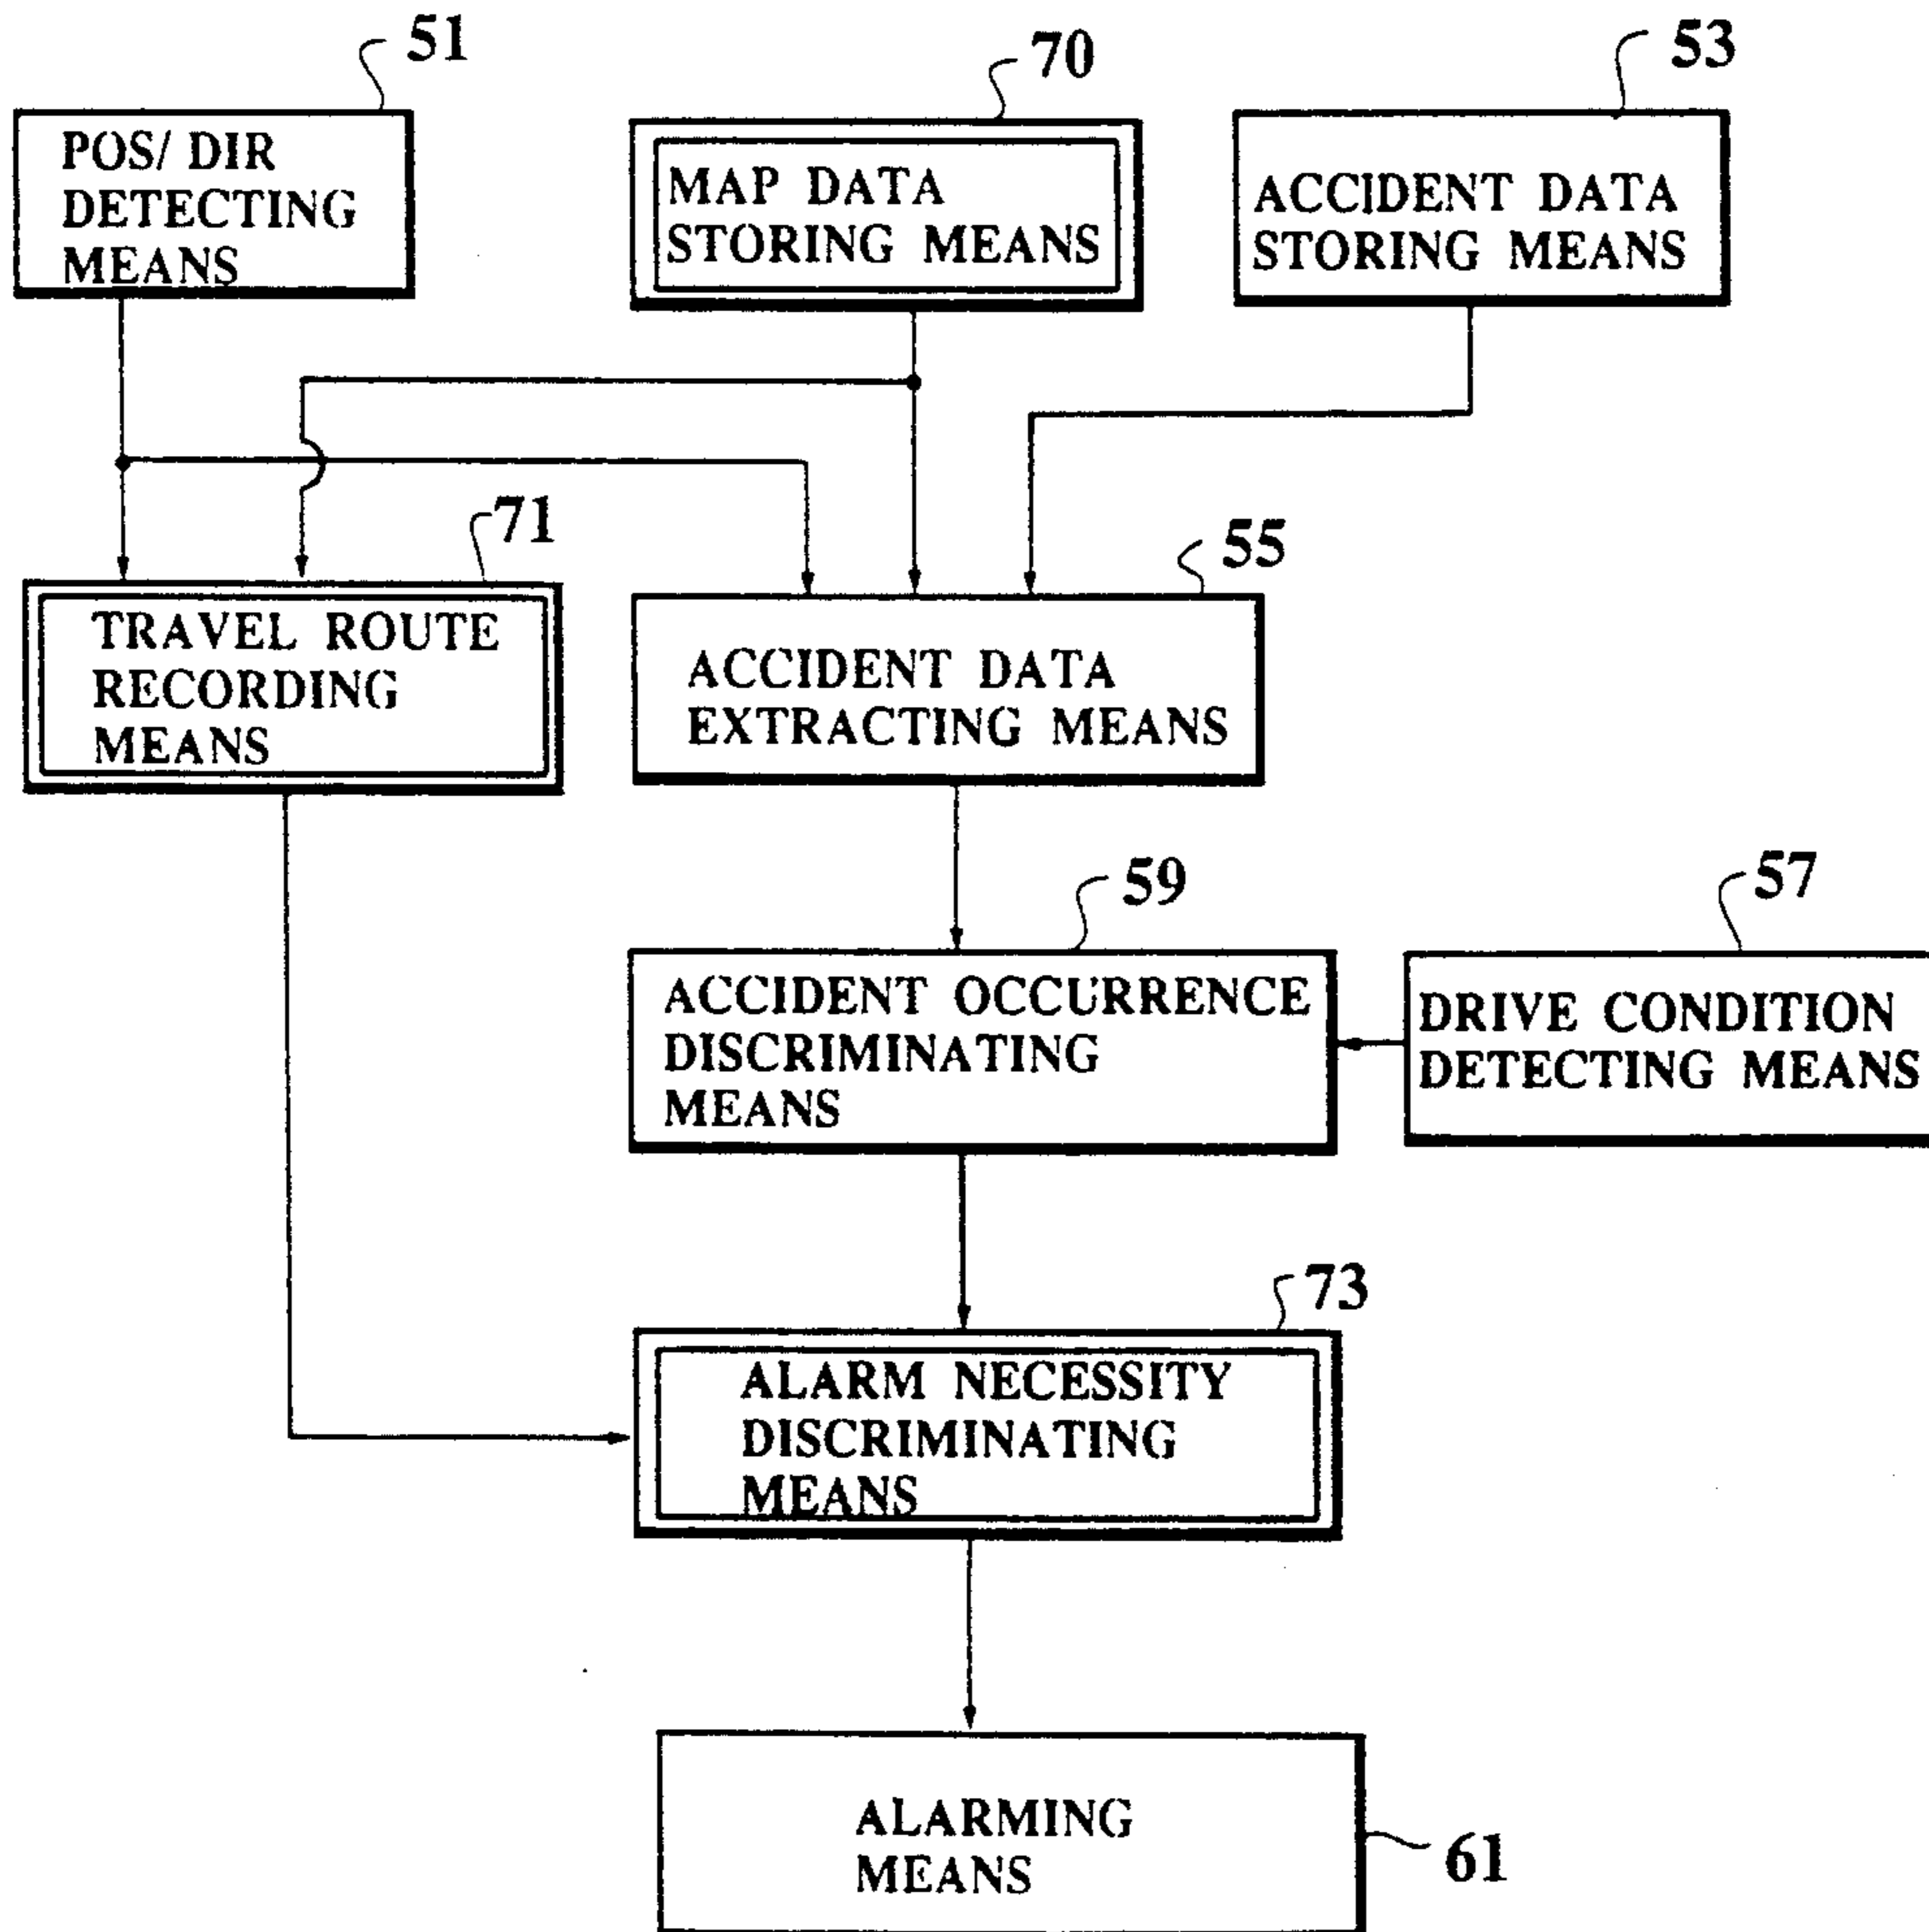 51
70
53
POS/ DIR
DETECTING
MEANS
MAP DATA
STORING MEANS
ACCIDENT DATA
STORING MEANS
71
55
TRAVEL ROUTE
RECORDING
MEANS
ACCIDENT DATA
EXTRACTING MEANS
59
57
ACCIDENT OCCURRENCE
DISCRIMINATING
MEANS
DRIVE CONDITION
DETECTING MEANS
73
ALARM NECESSITY
DISCRIMINATING
MEANS
ALARMING
MEANS
61